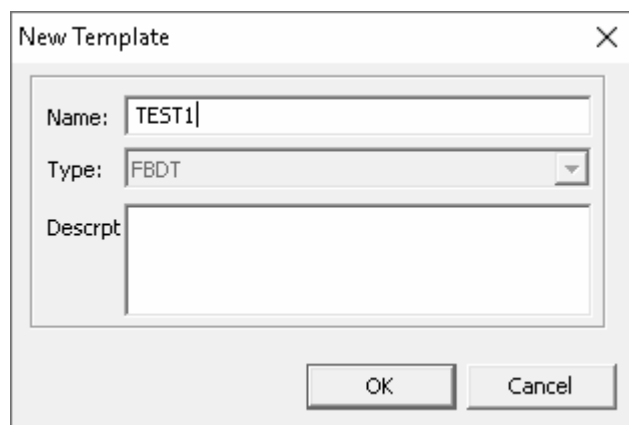 New Template
Name: TEST1
Type: FBDT
Descrpt
OK Cancel